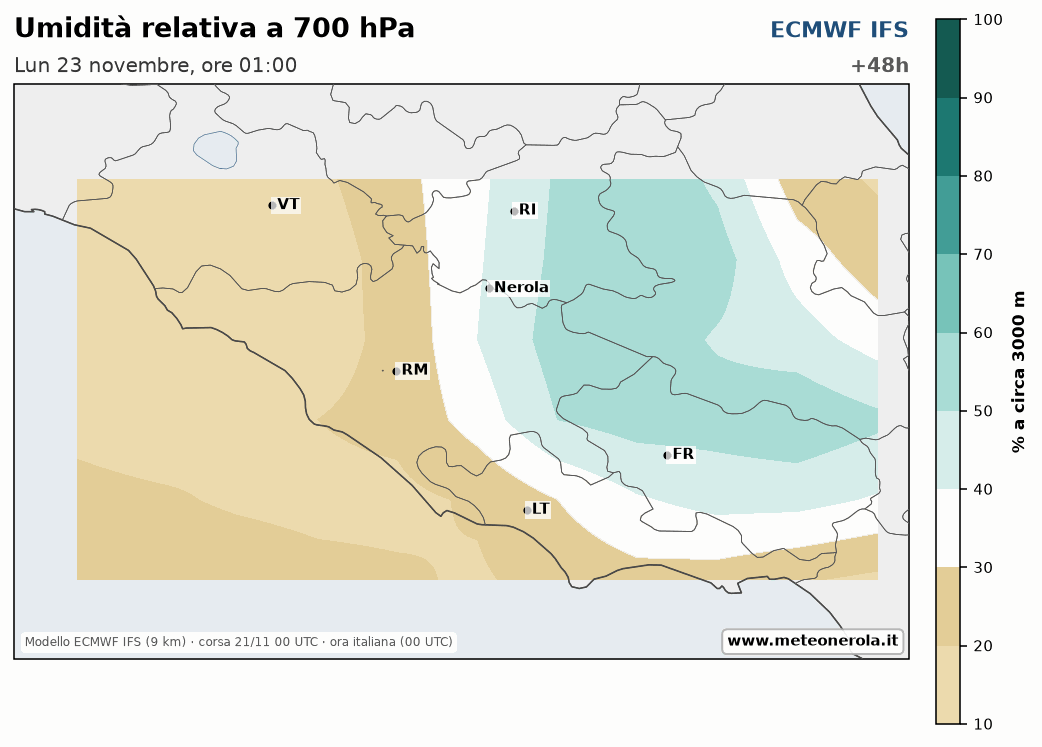 Umidità relativa a 700 hPa
ECMWF IFS
Lun 23 novembre, ore 01:00
+48h
VT
RI
Nerola
RM
FR
LT
100
90
80
70
60
50
40
30
20
10
% a circa 3000 m
Modello ECMWF IFS (9 km) · corsa 21/11 00 UTC · ora italiana (00 UTC)
www.meteonerola.it